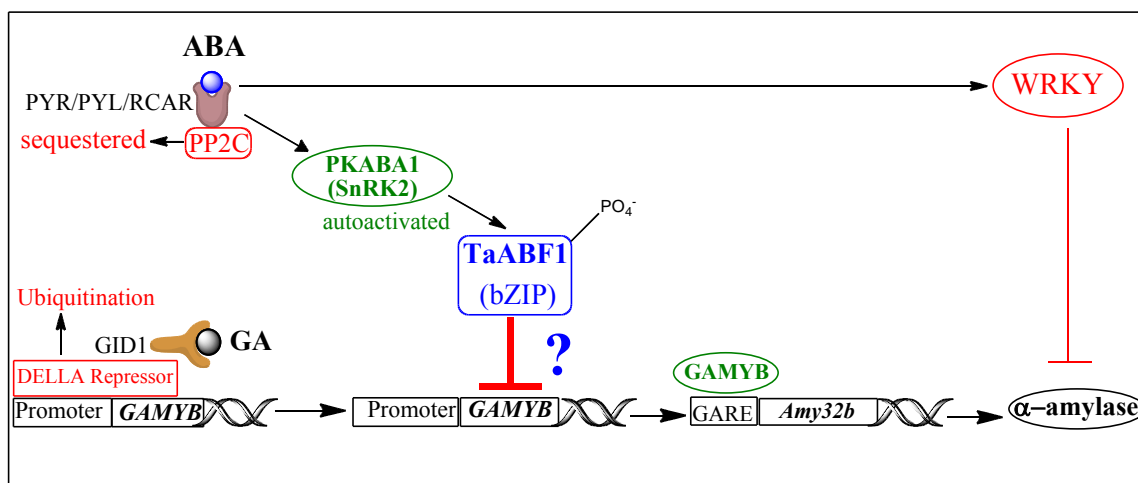 ABA
PYR/PYL/RCAR
WRKY
sequestered
PP2C
PKABA1
(SnRK2)
autoactivated
PO₄⁻
TaABF1
(bZIP)
Ubiquitination
GID1
GA
?
DELLA Repressor
GAMYB
Promoter GAMYB
Promoter GAMYB
GARE Amy32b
α–amylase